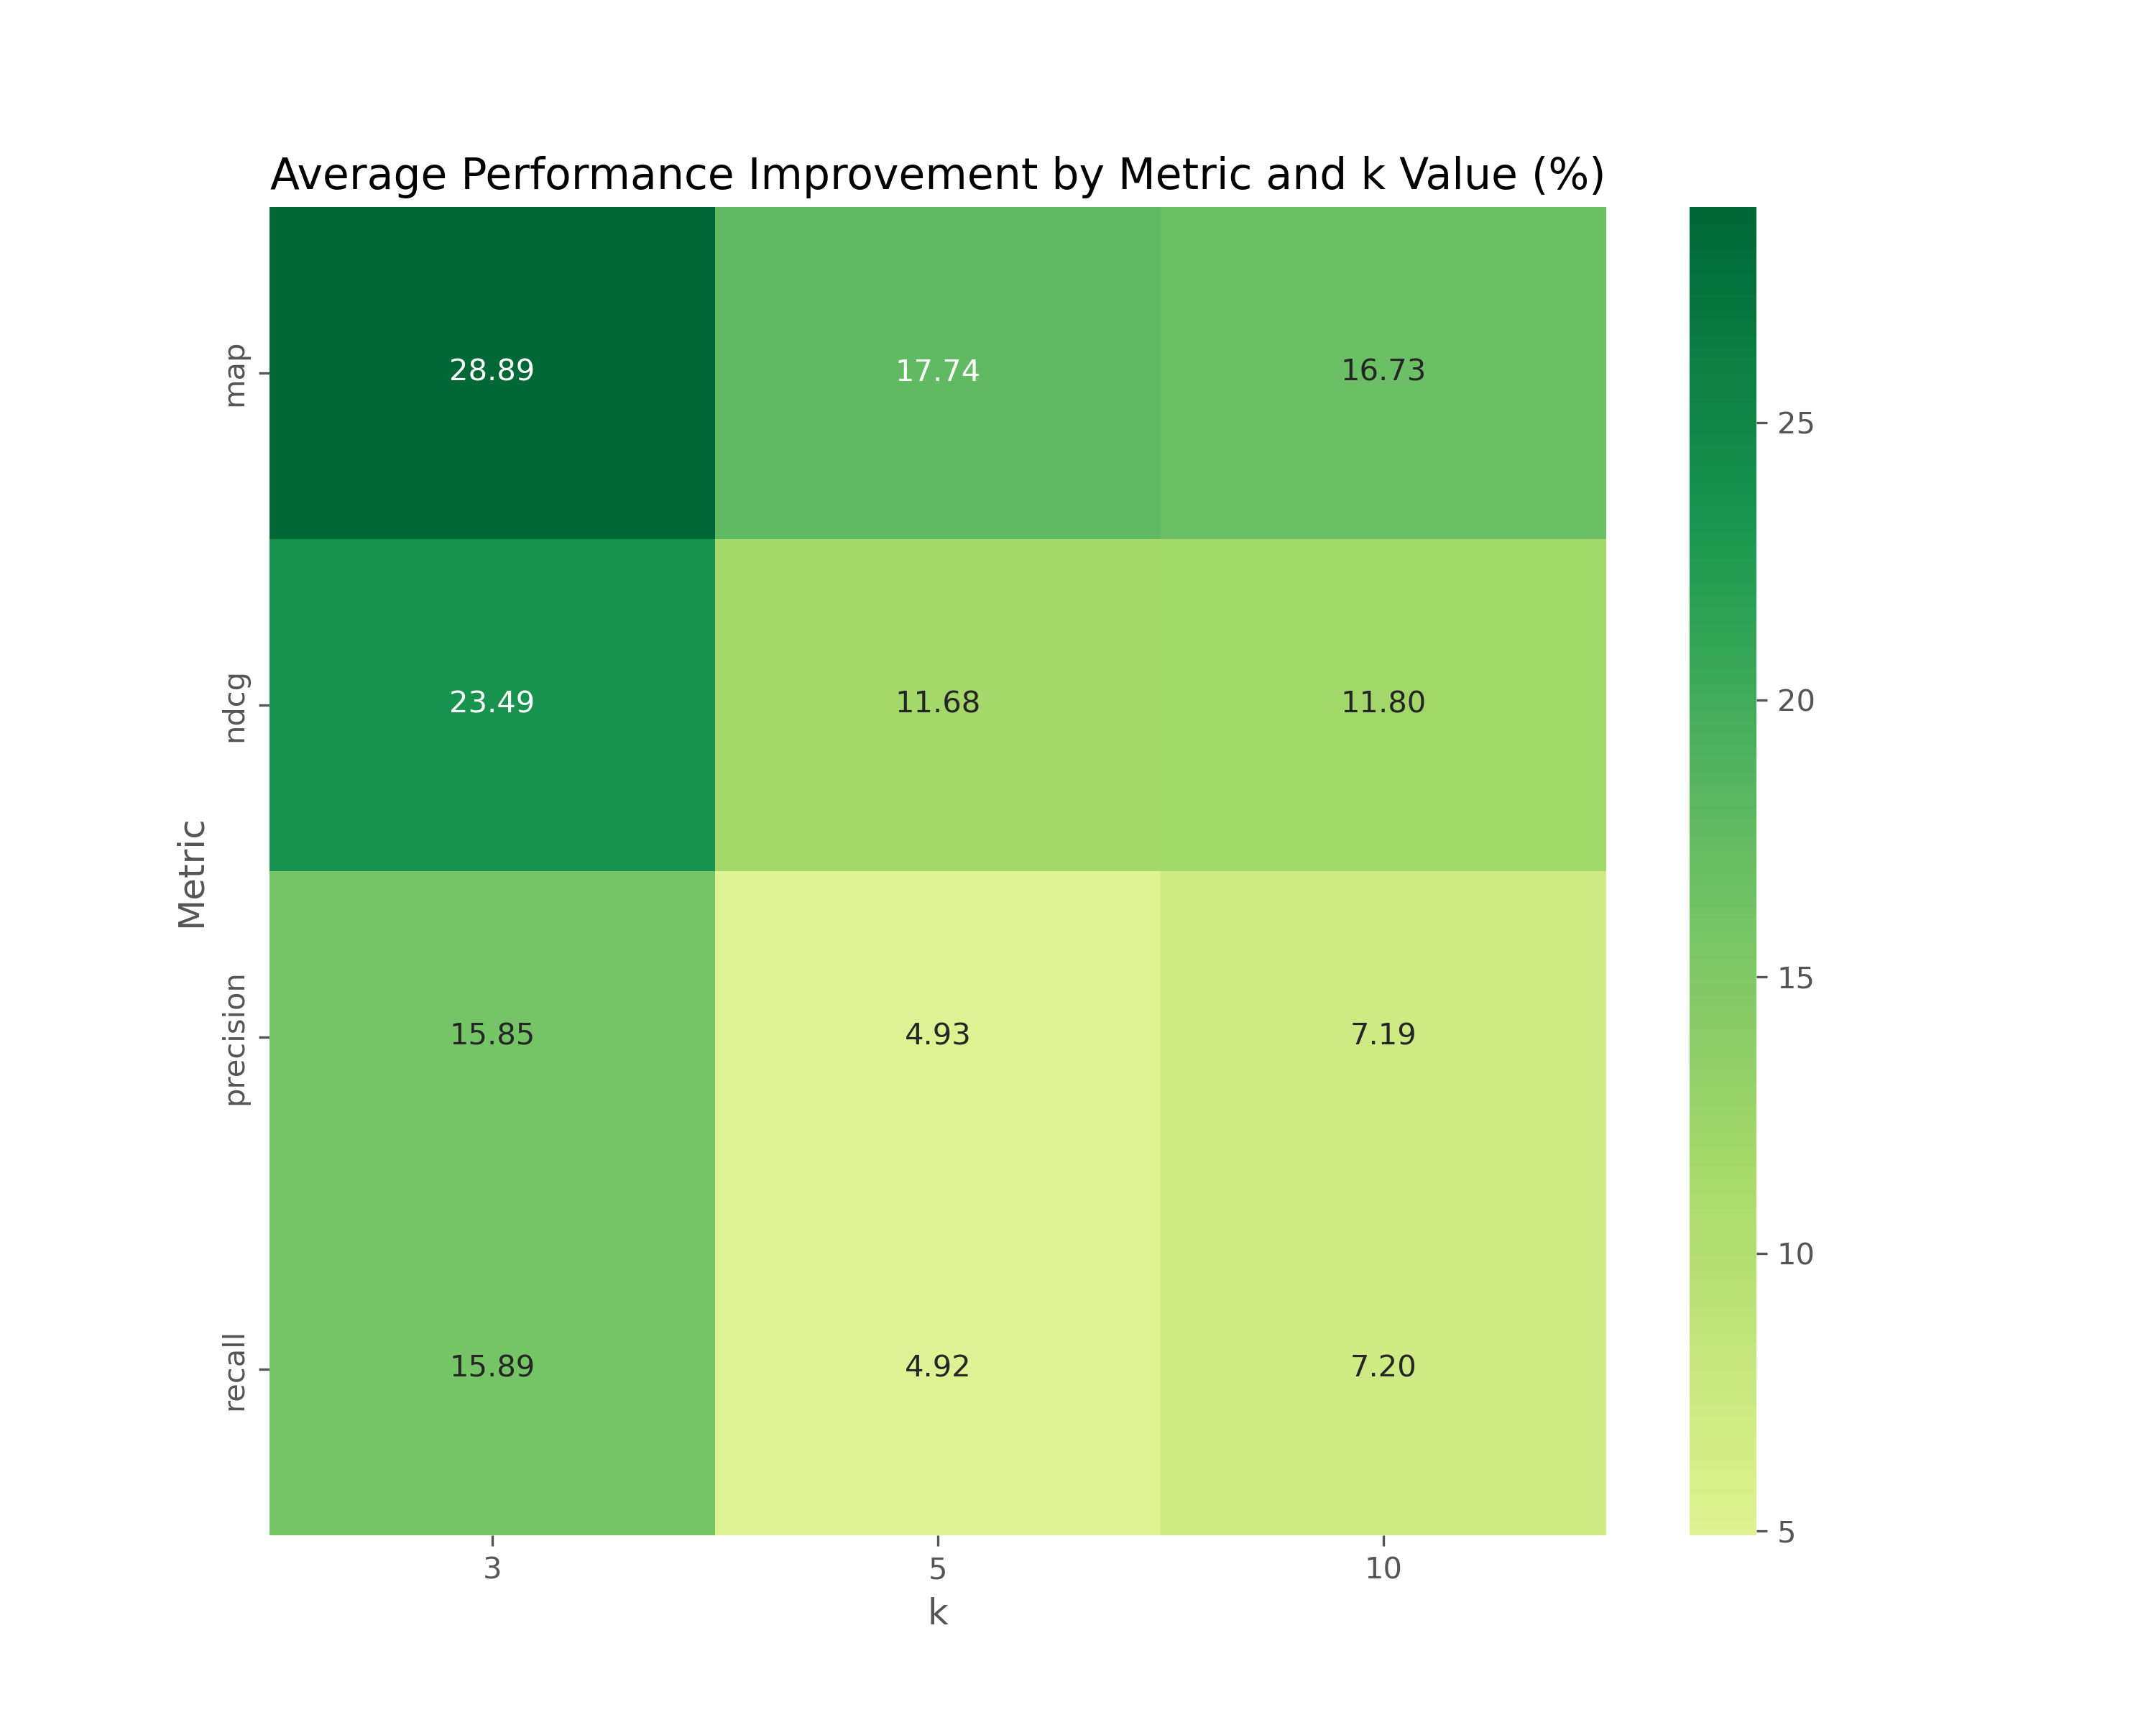 Average Performance Improvement by Metric and k Value (%)
map
28.89
17.74
16.73
ndcg
23.49
11.68
11.80
precision
15.85
4.93
7.19
recall
15.89
4.92
7.20
Metric
3
5
10
k
25
20
15
10
5